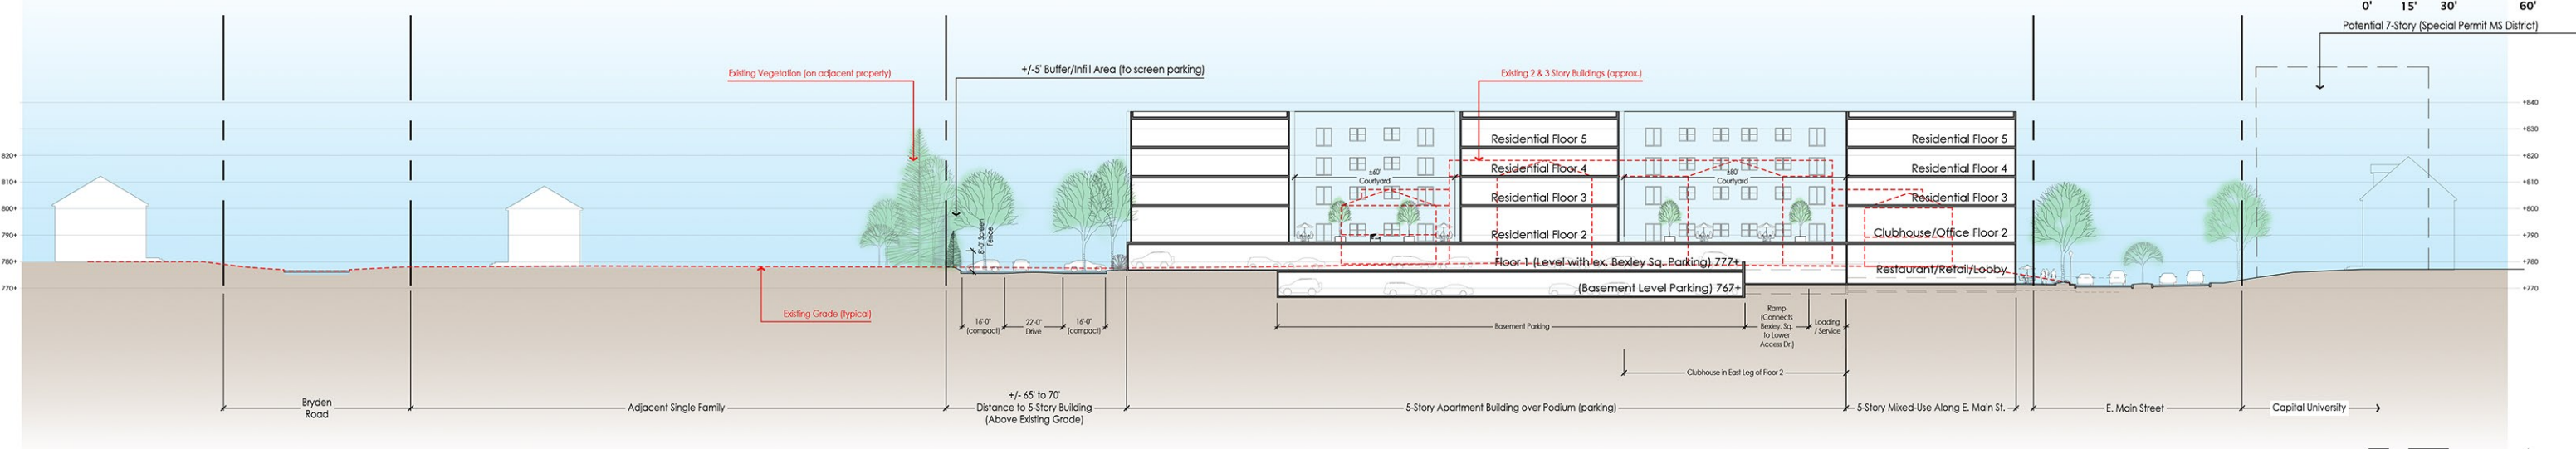 0' 15' 30' 60'
Potential 7-Story (Special Permit MS District)
+/-5' Buffer/Infill Area (to screen parking)
Existing Vegetation (on adjacent property)
Existing 2 & 3 Story Buildings (approx.)
+840
+830
+820
+810
+800
+790
+780
+770
820+
810+
800+
790+
780+
770+
8'-0" Screen
Fence
±60'
Courtyard
±80'
Courtyard
Residential Floor 5
Residential Floor 4
Residential Floor 3
Residential Floor 2
Residential Floor 5
Residential Floor 4
Residential Floor 3
Clubhouse/Office Floor 2
Restaurant/Retail/Lobby
Floor 1 (Level with ex. Bexley Sq. Parking) 777+
(Basement Level Parking) 767+
Existing Grade (typical)
16'-0"
(compact)
22'-0"
Drive
16'-0"
(compact)
Basement Parking
Ramp
(Connects
Bexley. Sq.
to Lower
Access Dr.)
Loading
/ Service
Clubhouse in East Leg of Floor 2
Bryden
Road
Adjacent Single Family
+/- 65' to 70'
Distance to 5-Story Building
(Above Existing Grade)
5-Story Apartment Building over Podium (parking)
5-Story Mixed-Use Along E. Main St.
E. Main Street
Capital University